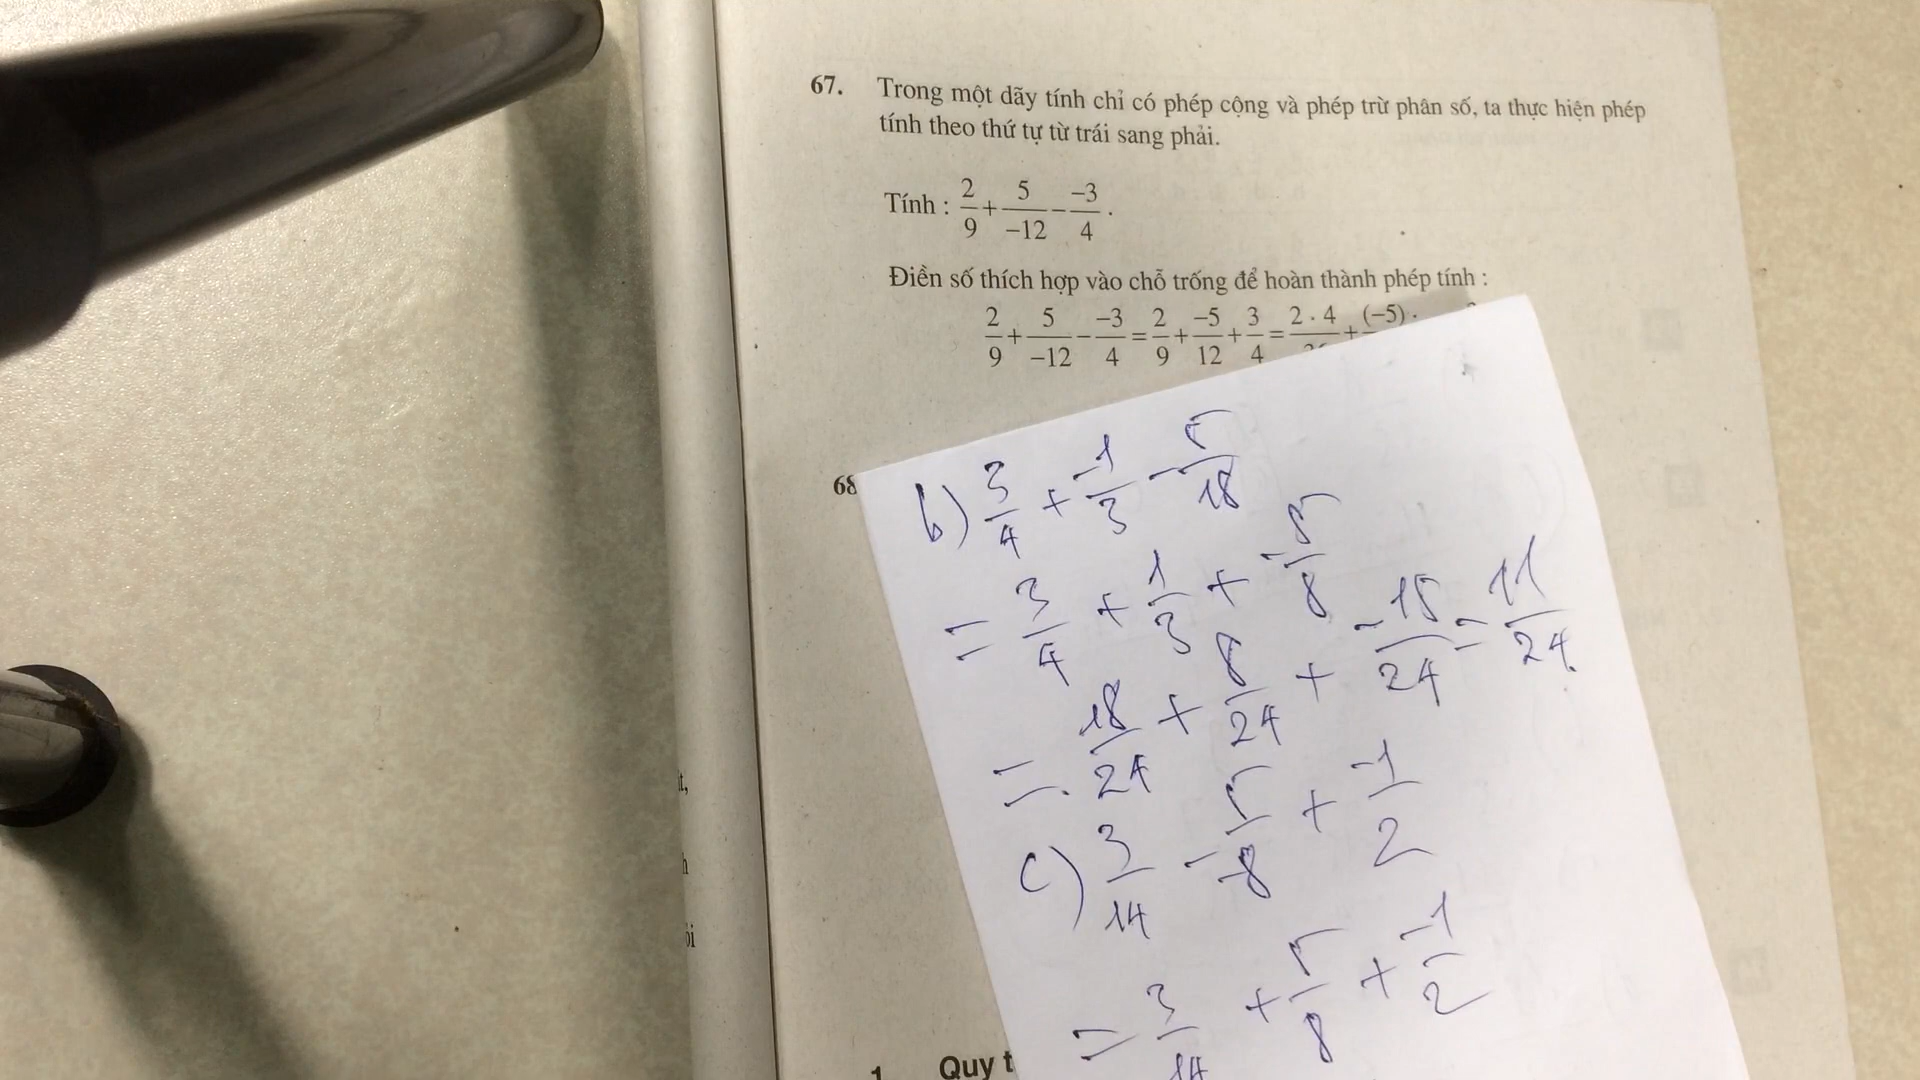 67. Trong một dãy tính chỉ có phép cộng và phép trừ phân số, ta thực hiện phép
tính theo thứ tự từ trái sang phải.
Tính : 2/9 + 5/-12 - -3/4 .
Điền số thích hợp vào chỗ trống để hoàn thành phép tính :
2/9 + 5/-12 - -3/4 = 2/9 + -5/12 + 3/4 = 2 · 4/36 + (-5) ·
68
b) 3/4 + -1/3 - 5/18
= 3/4 + 1/3 + -5/8
= 18/24 + 8/24 + -15/24 = 11/24.
c) 3/14 - 5/-8 + -1/2
= 3/14 + 5/8 + -1/2
t,
h
ỏi
1 Quy t